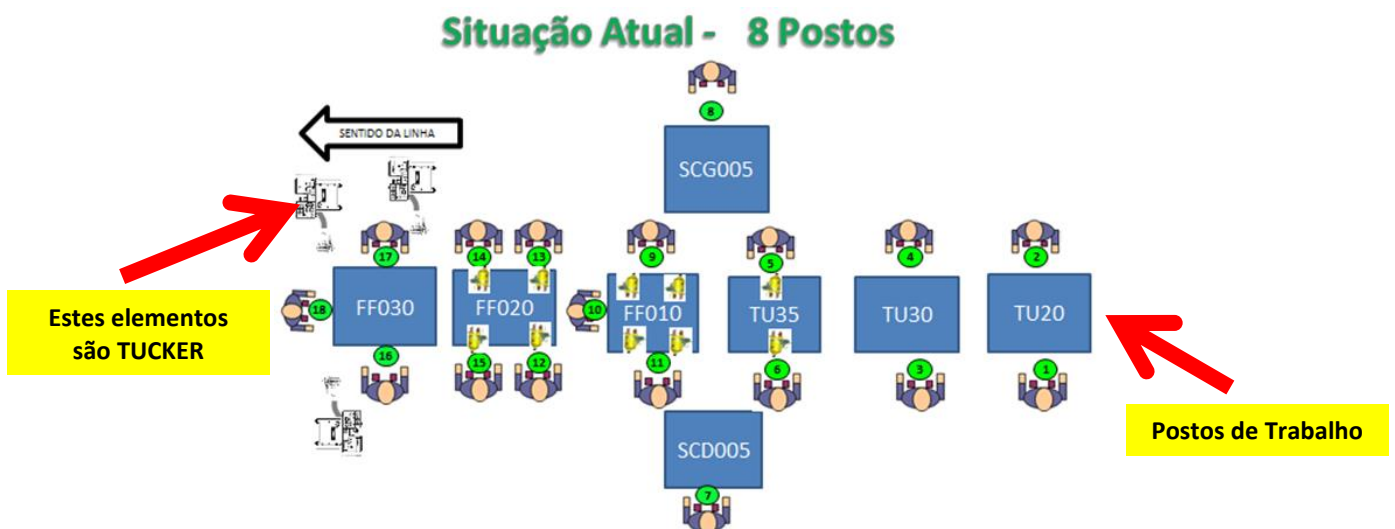 Situação Atual - 8 Postos
8
SENTIDO DA LINHA
SCG005
17
14
13
9
5
4
2
Estes elementos
são TUCKER
18
FF030
FF020
10
FF010
TU35
TU30
TU20
16
15
12
11
6
3
1
Postos de Trabalho
SCD005
7